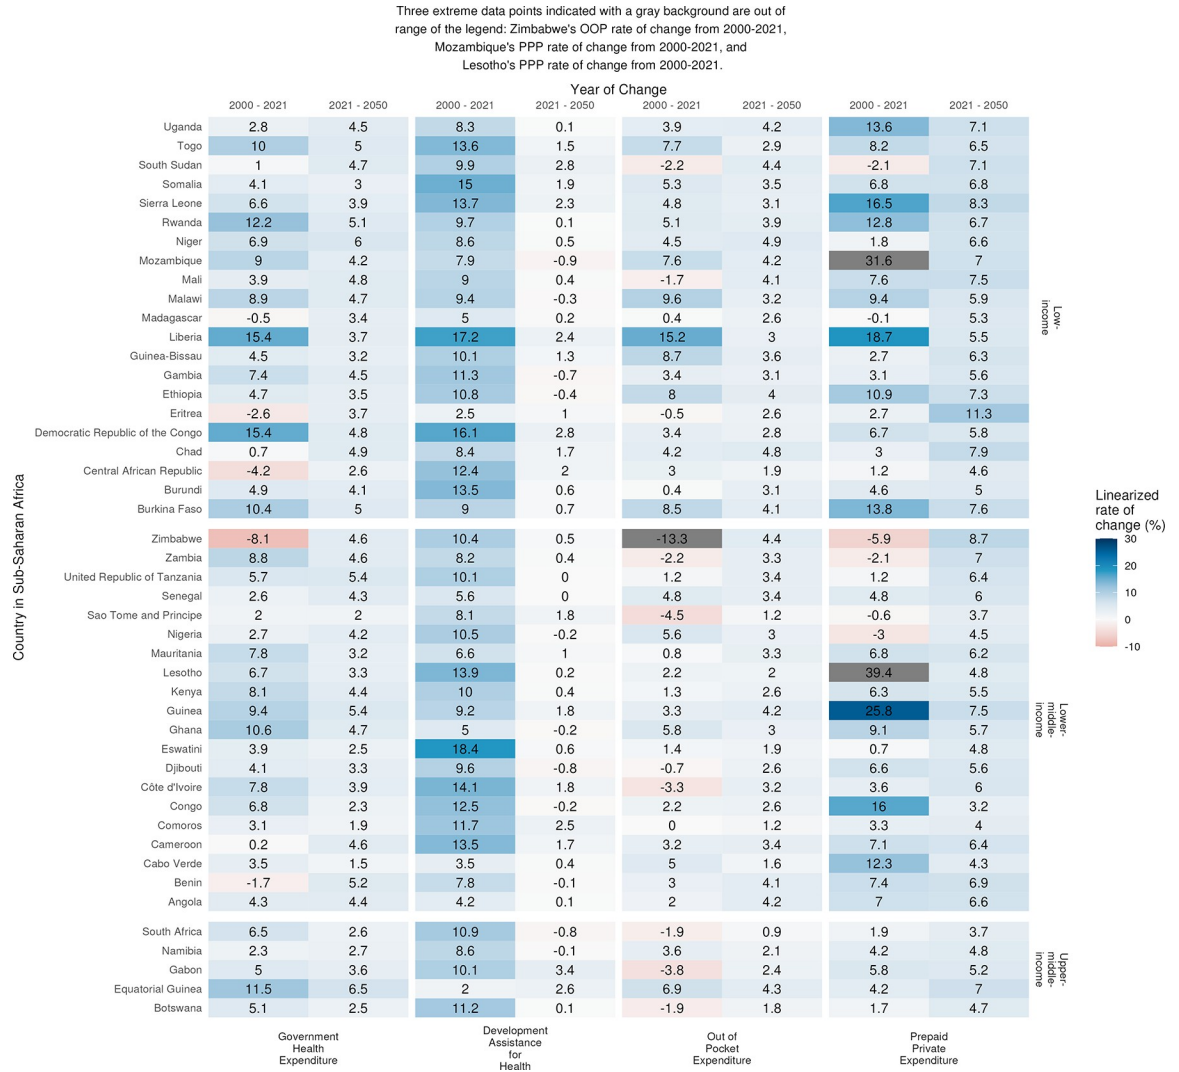 Three extreme data points indicated with a gray background are out of
range of the legend: Zimbabwe's OOP rate of change from 2000-2021,
Mozambique's PPP rate of change from 2000-2021, and
Lesotho's PPP rate of change from 2000-2021.
Year of Change
2000 - 2021 2021 - 2050 2000 - 2021 2021 - 2050 2000 - 2021 2021 - 2050 2000 - 2021 2021 - 2050
Uganda 2.8 4.5 8.3 0.1 3.9 4.2 13.6 7.1
Togo 10 5 13.6 1.5 7.7 2.9 8.2 6.5
South Sudan 1 4.7 9.9 2.8 -2.2 4.4 -2.1 7.1
Somalia 4.1 3 15 1.9 5.3 3.5 6.8 6.8
Sierra Leone 6.6 3.9 13.7 2.3 4.8 3.1 16.5 8.3
Rwanda 12.2 5.1 9.7 0.1 5.1 3.9 12.8 6.7
Niger 6.9 6 8.6 0.5 4.5 4.9 1.8 6.6
Mozambique 9 4.2 7.9 -0.9 7.6 4.2 31.6 7
Mali 3.9 4.8 9 0.4 -1.7 4.1 7.6 7.5
Malawi 8.9 4.7 9.4 -0.3 9.6 3.2 9.4 5.9
Madagascar -0.5 3.4 5 0.2 0.4 2.6 -0.1 5.3
Liberia 15.4 3.7 17.2 2.4 15.2 3 18.7 5.5
Guinea-Bissau 4.5 3.2 10.1 1.3 8.7 3.6 2.7 6.3
Gambia 7.4 4.5 11.3 -0.7 3.4 3.1 3.1 5.6
Ethiopia 4.7 3.5 10.8 -0.4 8 4 10.9 7.3
Eritrea -2.6 3.7 2.5 1 -0.5 2.6 2.7 11.3
Democratic Republic of the Congo 15.4 4.8 16.1 2.8 3.4 2.8 6.7 5.8
Chad 0.7 4.9 8.4 1.7 4.2 4.8 3 7.9
Central African Republic -4.2 2.6 12.4 2 3 1.9 1.2 4.6
Burundi 4.9 4.1 13.5 0.6 0.4 3.1 4.6 5
Burkina Faso 10.4 5 9 0.7 8.5 4.1 13.8 7.6
Low-
income
Zimbabwe -8.1 4.6 10.4 0.5 -13.3 4.4 -5.9 8.7
Zambia 8.8 4.6 8.2 0.4 -2.2 3.3 -2.1 7
United Republic of Tanzania 5.7 5.4 10.1 0 1.2 3.4 1.2 6.4
Senegal 2.6 4.3 5.6 0 4.8 3.4 4.8 6
Sao Tome and Principe 2 2 8.1 1.8 -4.5 1.2 -0.6 3.7
Nigeria 2.7 4.2 10.5 -0.2 5.6 3 -3 4.5
Mauritania 7.8 3.2 6.6 1 0.8 3.3 6.8 6.2
Lesotho 6.7 3.3 13.9 0.2 2.2 2 39.4 4.8
Kenya 8.1 4.4 10 0.4 1.3 2.6 6.3 5.5
Guinea 9.4 5.4 9.2 1.8 3.3 4.2 25.8 7.5
Ghana 10.6 4.7 5 -0.2 5.8 3 9.1 5.7
Eswatini 3.9 2.5 18.4 0.6 1.4 1.9 0.7 4.8
Djibouti 4.1 3.3 9.6 -0.8 -0.7 2.6 6.6 5.6
Côte d'Ivoire 7.8 3.9 14.1 1.8 -3.3 3.2 3.6 6
Congo 6.8 2.3 12.5 -0.2 2.2 2.6 16 3.2
Comoros 3.1 1.9 11.7 2.5 0 1.2 3.3 4
Cameroon 0.2 4.6 13.5 1.7 3.2 3.4 7.1 6.4
Cabo Verde 3.5 1.5 3.5 0.4 5 1.6 12.3 4.3
Benin -1.7 5.2 7.8 -0.1 3 4.1 7.4 6.9
Angola 4.3 4.4 4.2 0.1 2 4.2 7 6.6
Lower-
middle-
income
South Africa 6.5 2.6 10.9 -0.8 -1.9 0.9 1.9 3.7
Namibia 2.3 2.7 8.6 -0.1 3.6 2.1 4.2 4.8
Gabon 5 3.6 10.1 3.4 -3.8 2.4 5.8 5.2
Equatorial Guinea 11.5 6.5 2 2.6 6.9 4.3 4.2 7
Botswana 5.1 2.5 11.2 0.1 -1.9 1.8 1.7 4.7
Upper-
middle-
income
Government
Health
Expenditure
Development
Assistance
for
Health
Out of
Pocket
Expenditure
Prepaid
Private
Expenditure
Country in Sub-Saharan Africa
Linearized
rate of
change (%)
30
20
10
0
-10